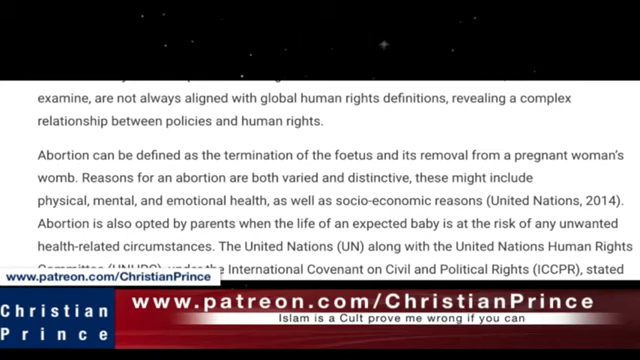 examine, are not always aligned with global human rights definitions, revealing a complex
relationship between policies and human rights.
Abortion can be defined as the termination of the foetus and its removal from a pregnant woman's
womb. Reasons for an abortion are both varied and distinctive, these might include
physical, mental, and emotional health, as well as socio-economic reasons (United Nations, 2014).
Abortion is also opted by parents when the life of an expected baby is at the risk of any unwanted
health-related circumstances. The United Nations (UN) along with the United Nations Human Rights
under the International Covenant on Civil and Political Rights (ICCPR), stated
www.patreon.com/ChristianPrince
www.patreon.com/ChristianPrince
Islam is a Cult prove me wrong if you can
Christian
Prince